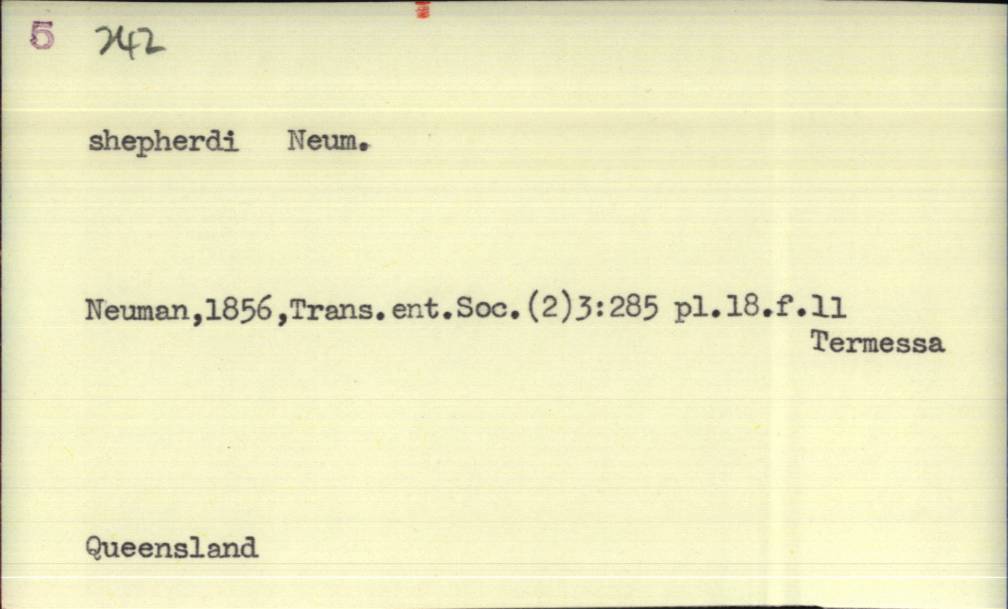 5 242
shepherdi Neum.
Neuman,1856,Trans.ent.Soc.(2)3:285 pl.18.f.11
Termessa
Queensland